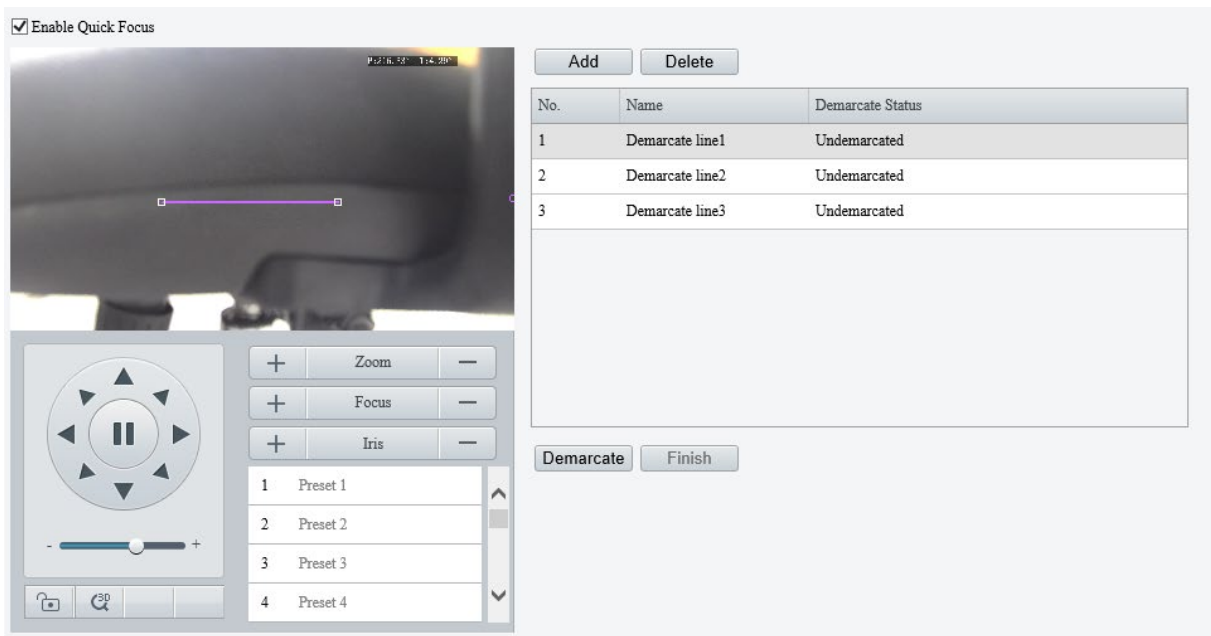 Enable Quick Focus
Add
Delete
No. Name Demarcate Status
1 Demarcate line1 Undemarcated
2 Demarcate line2 Undemarcated
3 Demarcate line3 Undemarcated
+ Zoom −
+ Focus −
+ Iris −
Demarcate
Finish
1 Preset 1
2 Preset 2
3 Preset 3
4 Preset 4
- +
3D